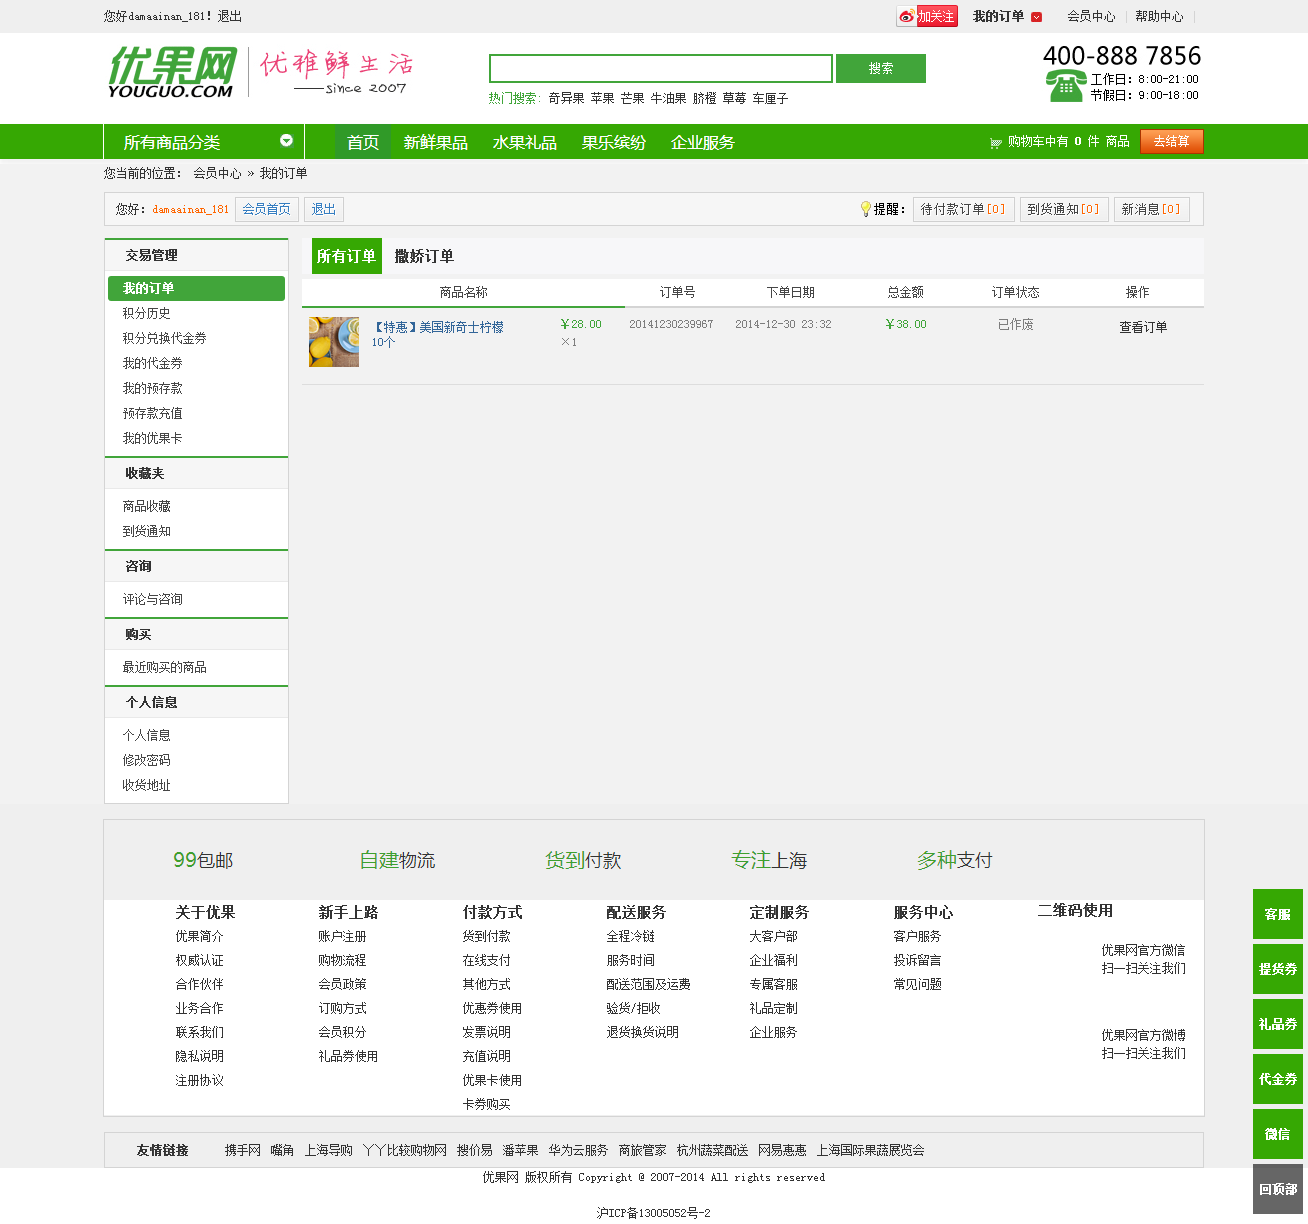 您好damaainan_181! 退出
加关注 我的订单 会员中心 帮助中心
优果网 YOUGUO.COM 优雅鲜生活 ——since 2007
搜索
热门搜索: 奇异果 苹果 芒果 牛油果 脐橙 草莓 车厘子
400-888 7856
工作日: 8:00-21:00
节假日: 9:00-18:00
所有商品分类 首页 新鲜果品 水果礼品 果乐缤纷 企业服务 购物车中有 0 件 商品 去结算
您当前的位置: 会员中心 » 我的订单
您好: damaainan_181 会员首页 退出 提醒: 待付款订单[0] 到货通知[0] 新消息[0]
交易管理
我的订单
积分历史
积分兑换代金券
我的代金券
我的预存款
预存款充值
我的优果卡
收藏夹
商品收藏
到货通知
咨询
评论与咨询
购买
最近购买的商品
个人信息
个人信息
修改密码
收货地址
所有订单 撒娇订单
商品名称 订单号 下单日期 总金额 订单状态 操作
【特惠】美国新奇士柠檬10个 ￥28.00 ×1 20141230239967 2014-12-30 23:32 ￥38.00 已作废 查看订单
99包邮 自建物流 货到付款 专注上海 多种支付
关于优果
优果简介
权威认证
合作伙伴
业务合作
联系我们
隐私说明
注册协议
新手上路
账户注册
购物流程
会员政策
订购方式
会员积分
礼品券使用
付款方式
货到付款
在线支付
其他方式
优惠券使用
发票说明
充值说明
优果卡使用
卡券购买
配送服务
全程冷链
服务时间
配送范围及运费
验货/拒收
退货换货说明
定制服务
大客户部
企业福利
专属客服
礼品定制
企业服务
服务中心
客户服务
投诉留言
常见问题
二维码使用
优果网官方微信
扫一扫关注我们
优果网官方微博
扫一扫关注我们
客服
提货券
礼品券
代金券
微信
回顶部
友情链接 携手网 嘴角 上海导购 丫丫比较购物网 搜价易 潘苹果 华为云服务 商旅管家 杭州蔬菜配送 网易惠惠 上海国际果蔬展览会
优果网 版权所有 Copyright @ 2007-2014 All rights reserved
沪ICP备13005052号-2